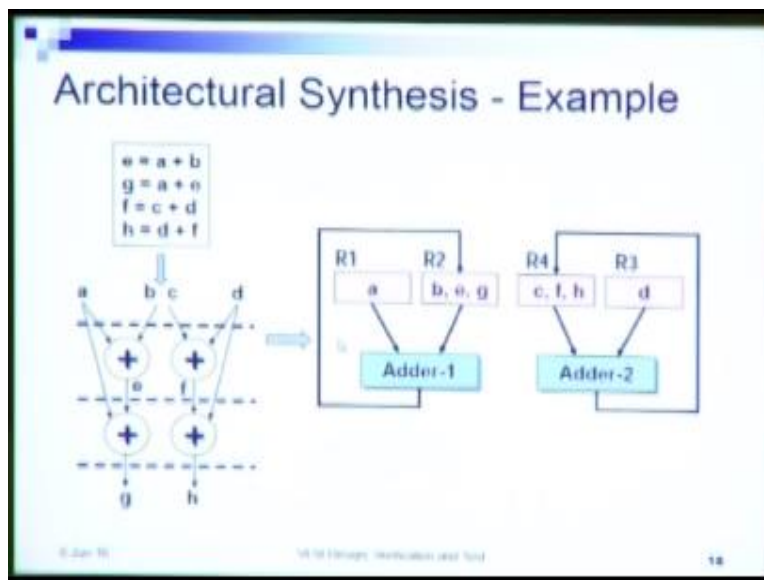 Architectural Synthesis - Example
e = a + b
g = a + e
f = c + d
h = d + f
a b c d
+ +
e f
+ +
g h
R1 R2 R4 R3
a b, e, g c, f, h d
Adder-1 Adder-2
VLSI Design, Verification and Test
18